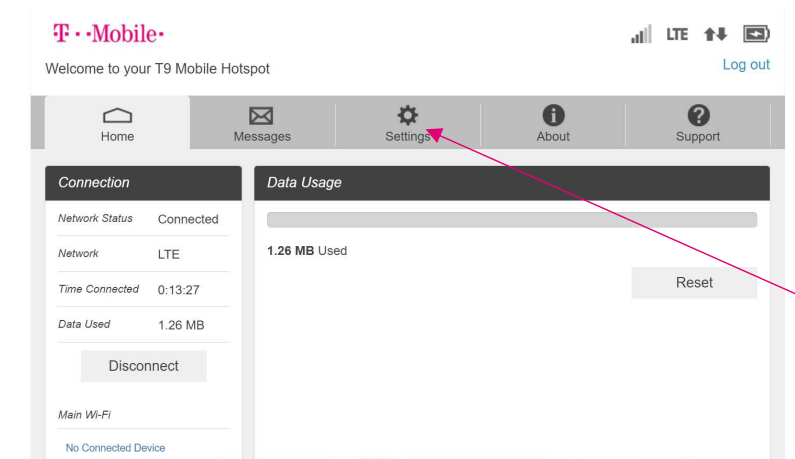 T··Mobile·
LTE
Welcome to your T9 Mobile Hotspot
Log out
Home
Messages
Settings
About
Support
Connection
Network Status Connected
Network LTE
Time Connected 0:13:27
Data Used 1.26 MB
Disconnect
Main Wi-Fi
No Connected Device
Data Usage
1.26 MB Used
Reset